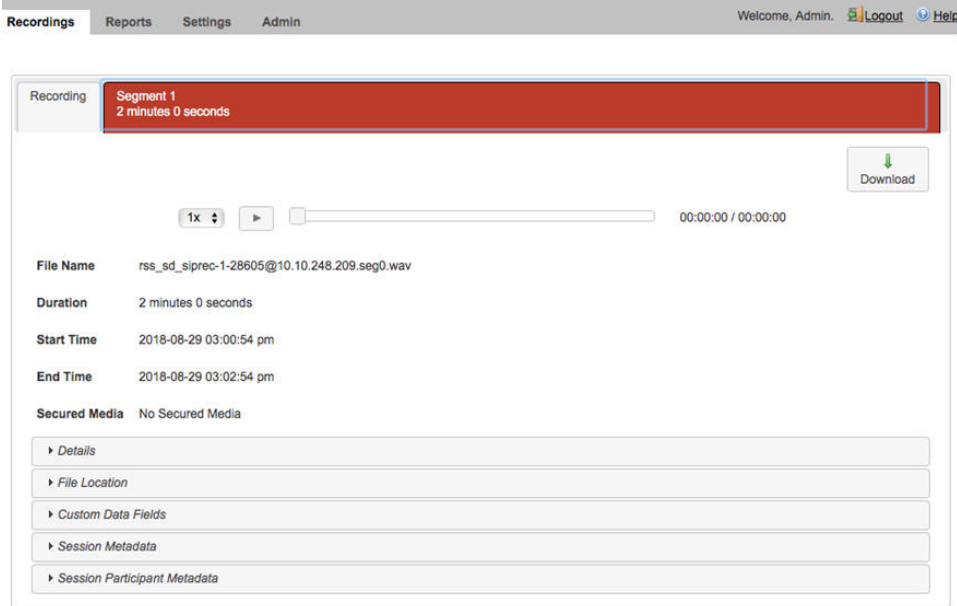 Recordings Reports Settings Admin Welcome, Admin. Logout Help
Recording
Segment 1
2 minutes 0 seconds
Download
1x 00:00:00 / 00:00:00
File Name rss_sd_siprec-1-28605@10.10.248.209.seg0.wav
Duration 2 minutes 0 seconds
Start Time 2018-08-29 03:00:54 pm
End Time 2018-08-29 03:02:54 pm
Secured Media No Secured Media
Details
File Location
Custom Data Fields
Session Metadata
Session Participant Metadata